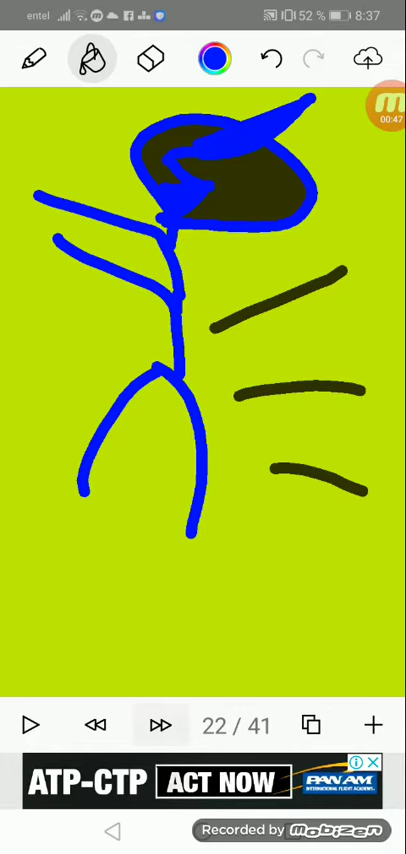 entel 52 % 8:37
M
00:47
22 / 41
ATP-CTP ACT NOW PAN AM
INTERNATIONAL FLIGHT ACADEMY
Recorded by mobizen